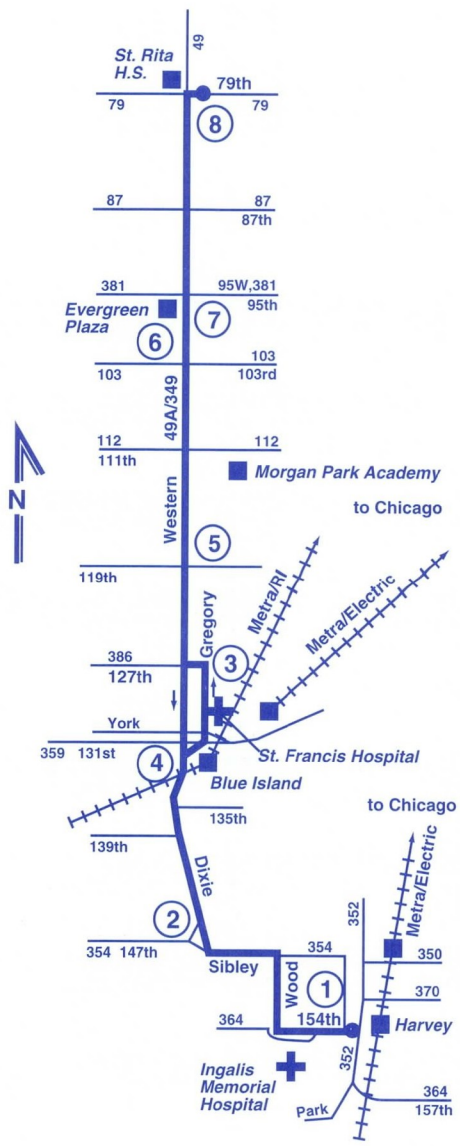 49
St. Rita
H.S.
79th
79
79
8
87
87
87th
381
95W,381
95th
Evergreen
Plaza
7
6
103
103
103rd
49A/349
112
112
111th
Morgan Park Academy
N
to Chicago
Western
5
119th
Metra/RI
Metra/Electric
Gregory
386
127th
3
York
359 131st
St. Francis Hospital
4
Blue Island
135th
to Chicago
139th
Dixie
Metra/Electric
352
2
354 147th
354
350
Sibley
Wood
1
370
364
154th
Harvey
352
Ingalis
Memorial
Hospital
364
157th
Park